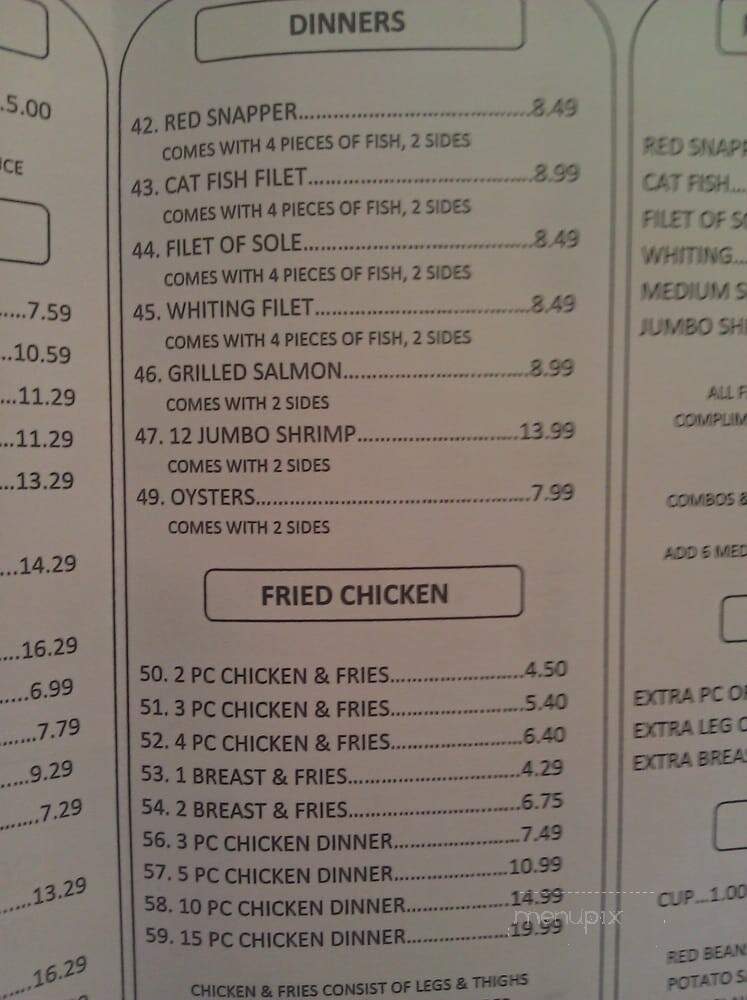 .5.00
UCE
.....7.59
..10.59
...11.29
...11.29
...13.29
...14.29
....16.29
.....6.99
......7.79
.....9.29
.......7.29
.....13.29
.....16.29
DINNERS
42. RED SNAPPER........................................8.49
COMES WITH 4 PIECES OF FISH, 2 SIDES
43. CAT FISH FILET.......................................8.99
COMES WITH 4 PIECES OF FISH, 2 SIDES
44. FILET OF SOLE........................................8.49
COMES WITH 4 PIECES OF FISH, 2 SIDES
45. WHITING FILET.....................................8.49
COMES WITH 4 PIECES OF FISH, 2 SIDES
46. GRILLED SALMON................................8.99
COMES WITH 2 SIDES
47. 12 JUMBO SHRIMP............................13.99
COMES WITH 2 SIDES
49. OYSTERS................................................7.99
COMES WITH 2 SIDES
FRIED CHICKEN
50. 2 PC CHICKEN & FRIES.......................4.50
51. 3 PC CHICKEN & FRIES.......................5.40
52. 4 PC CHICKEN & FRIES.......................6.40
53. 1 BREAST & FRIES..............................4.29
54. 2 BREAST & FRIES..............................6.75
56. 3 PC CHICKEN DINNER......................7.49
57. 5 PC CHICKEN DINNER....................10.99
58. 10 PC CHICKEN DINNER..................14.99
59. 15 PC CHICKEN DINNER..................19.99
CHICKEN & FRIES CONSIST OF LEGS & THIGHS
menupix
RED SNAPP
CAT FISH...
FILET OF SO
WHITING...
MEDIUM S
JUMBO SH
ALL F
COMPLIM
COMBOS &
ADD 6 MED
EXTRA PC O
EXTRA LEG
EXTRA BREA
CUP...1.00
RED BEAN
POTATO SA